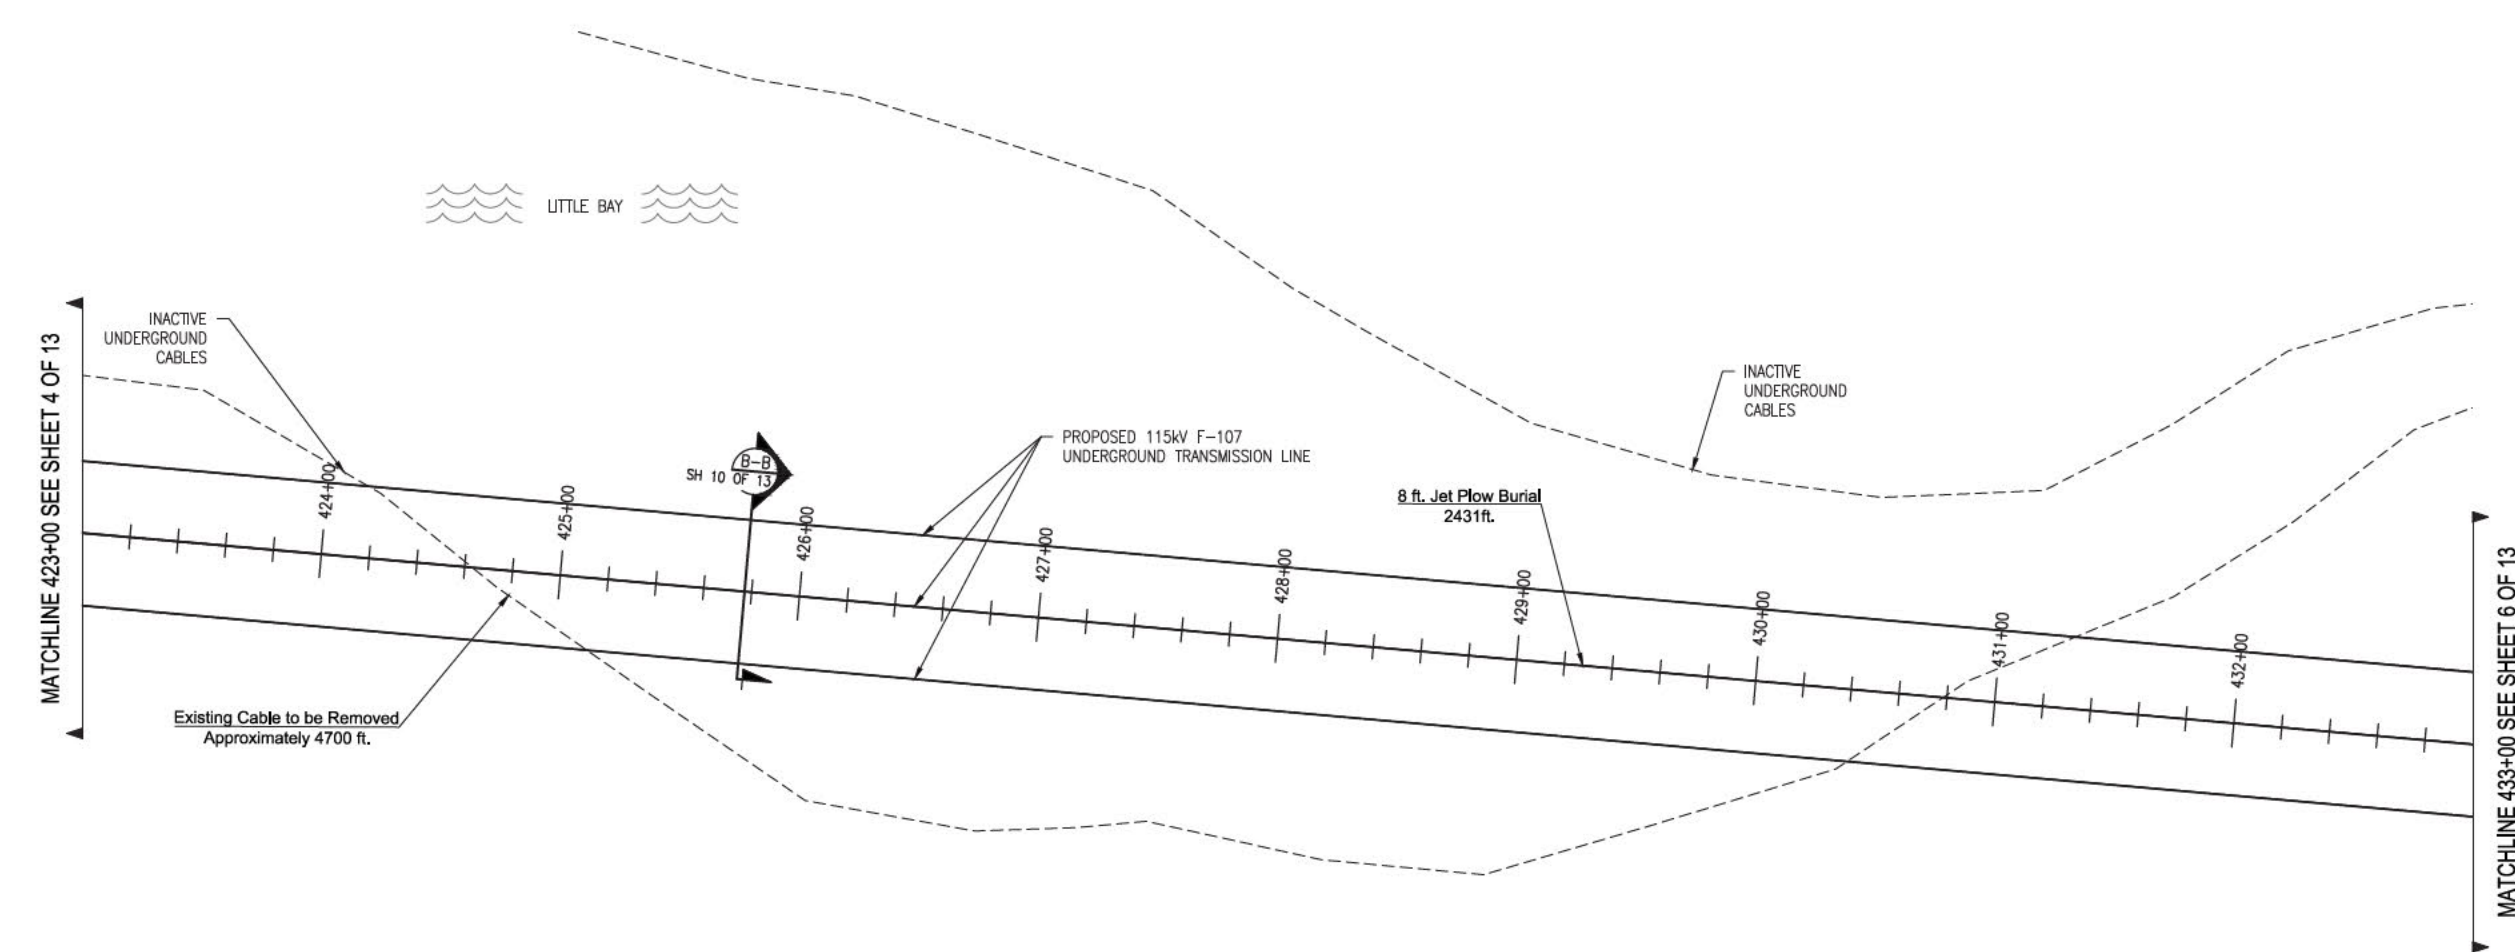 LITTLE BAY
INACTIVE
UNDERGROUND
CABLES
MATCHLINE 423+00 SEE SHEET 4 OF 13
INACTIVE
UNDERGROUND
CABLES
PROPOSED 115kV F-107
UNDERGROUND TRANSMISSION LINE
B-B
SH 10 OF 13
8 ft. Jet Plow Burial
2431ft.
424+00
425+00
426+00
427+00
428+00
429+00
430+00
431+00
432+00
Existing Cable to be Removed
Approximately 4700 ft.
MATCHLINE 433+00 SEE SHEET 6 OF 13